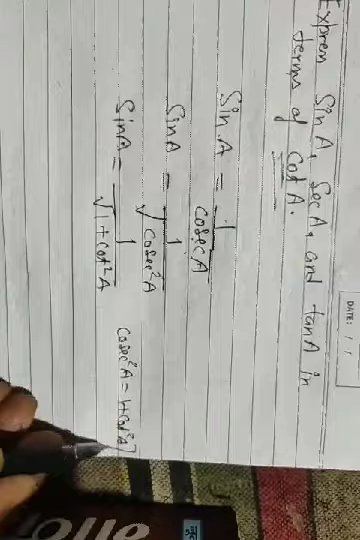 DATE: / /
Express Sin A, Sec A, and tan A in
terms of Cot A.
Sin A = 1 / cosec A
Sin A = 1 / √cosec²A
Sin A = 1 / √1+cot²A
cosec²A = 1+cot²A
olle